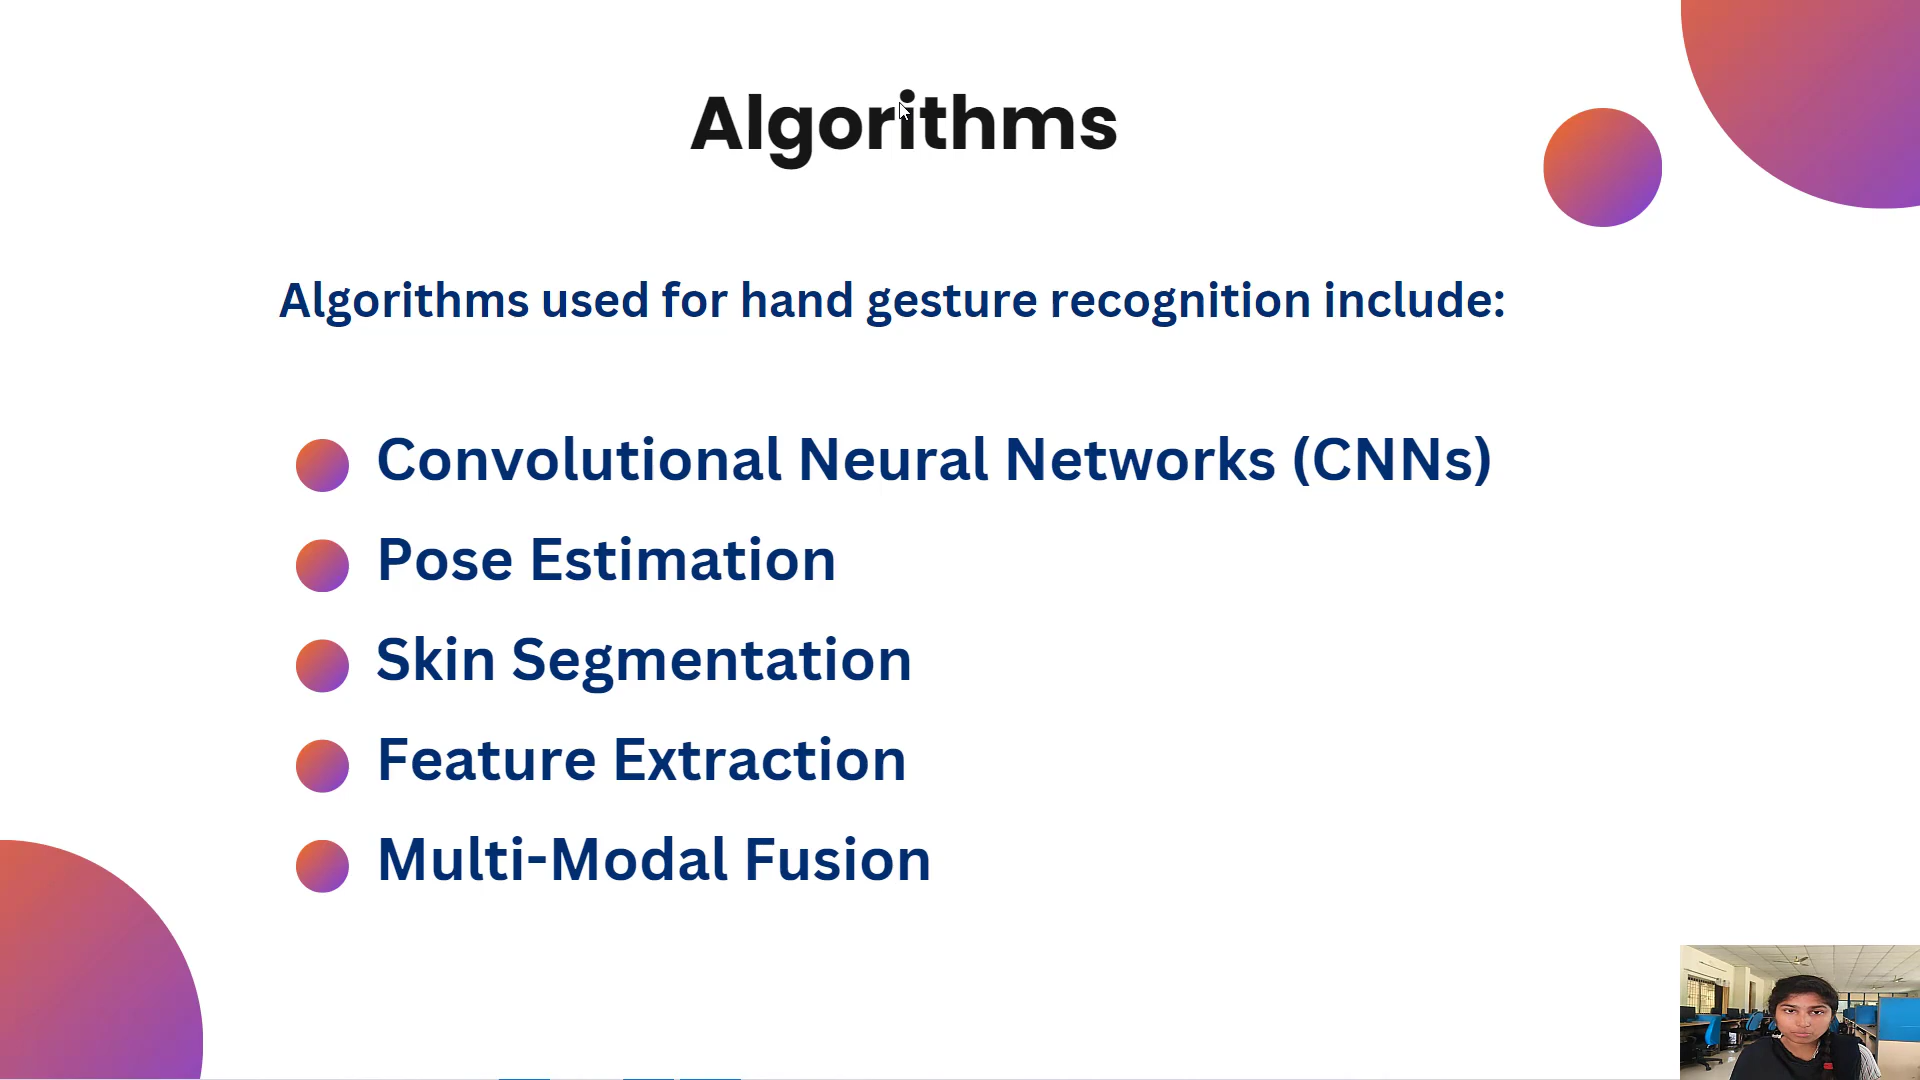 Algorithms
Algorithms used for hand gesture recognition include:
Convolutional Neural Networks (CNNs)
Pose Estimation
Skin Segmentation
Feature Extraction
Multi-Modal Fusion